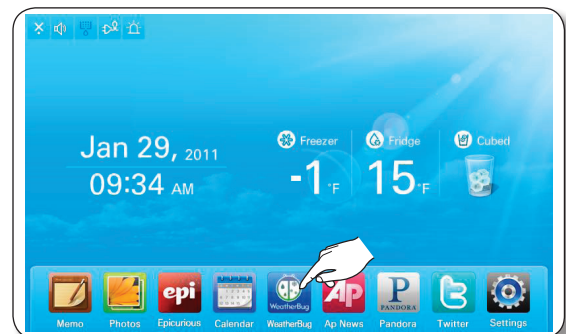 Jan 29, 2011
09:34 AM
Freezer
-1 °F
Fridge
15 °F
Cubed
epi
WeatherBug
AP
P
PANDORA
Memo Photos Epicurious Calendar WeatherBug Ap News Pandora Twitter Settings